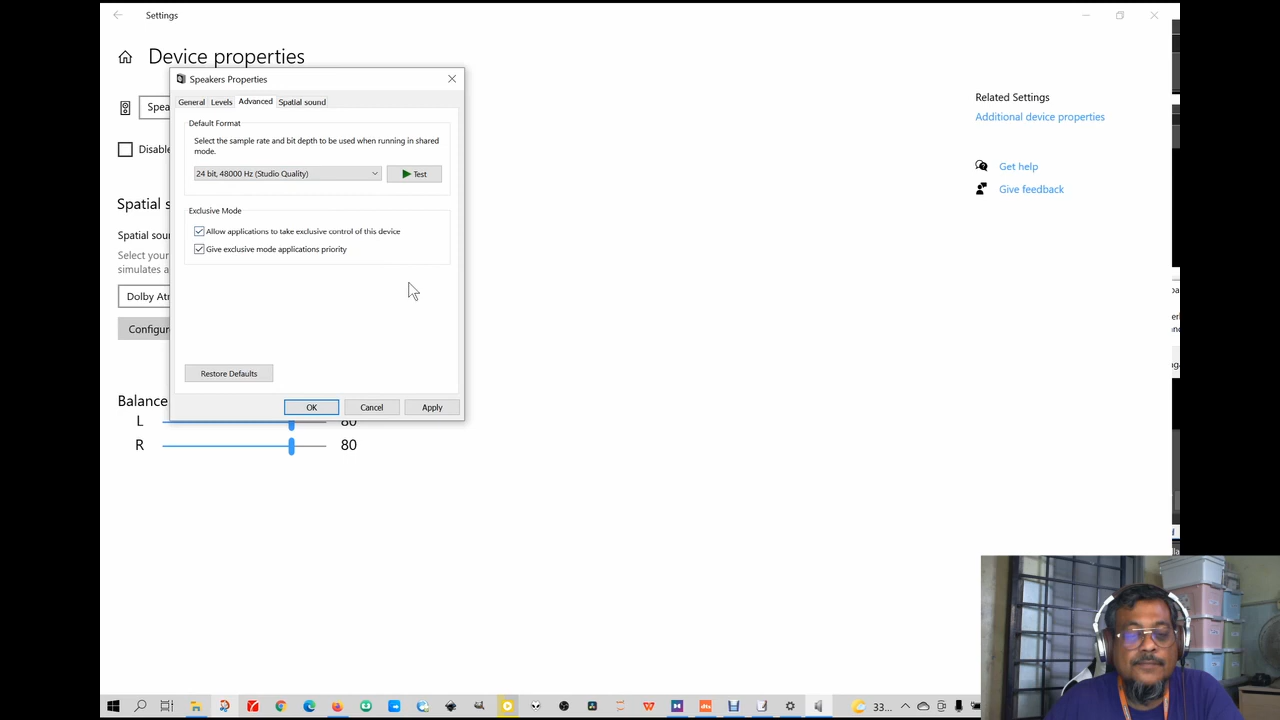 Settings
Device properties
Speakers Properties
General Levels Advanced Spatial sound
Default Format
Select the sample rate and bit depth to be used when running in shared
mode.
24 bit, 48000 Hz (Studio Quality)
Test
Exclusive Mode
Allow applications to take exclusive control of this device
Give exclusive mode applications priority
Restore Defaults
OK Cancel Apply
Spea
Disable
Spatial s
Spatial sou
Select your
simulates a
Dolby At
Configur
Balance
L 80
R 80
Related Settings
Additional device properties
Get help
Give feedback
33...